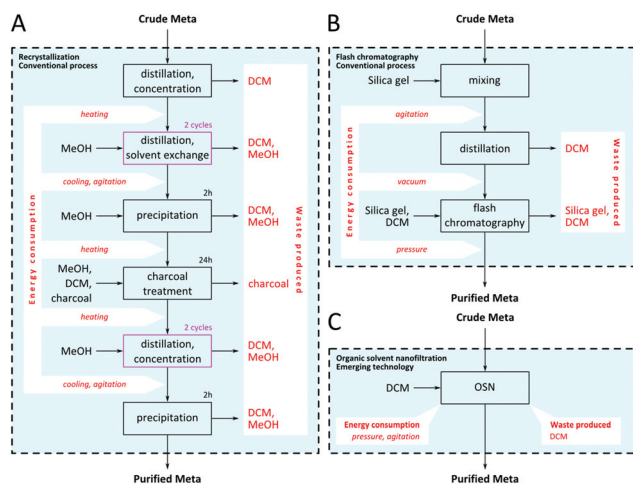 A
Crude Meta
Recrystallization
Conventional process
distillation,
concentration
DCM
heating
2 cycles
MeOH
distillation,
solvent exchange
DCM,
MeOH
cooling, agitation
2h
MeOH
precipitation
DCM,
MeOH
heating
24h
MeOH,
DCM,
charcoal
charcoal
treatment
charcoal
heating
2 cycles
MeOH
distillation,
concentration
DCM,
MeOH
cooling, agitation
2h
precipitation
DCM,
MeOH
Energy consumption
Waste produced
Purified Meta
B
Crude Meta
Flash chromatography
Conventional process
Silica gel
mixing
agitation
distillation
DCM
vacuum
Silica gel,
DCM
flash
chromatography
Silica gel,
DCM
pressure
Energy consumption
Waste produced
Purified Meta
C
Crude Meta
Organic solvent nanofiltration
Emerging technology
DCM
OSN
Energy consumption
pressure, agitation
Waste produced
DCM
Purified Meta